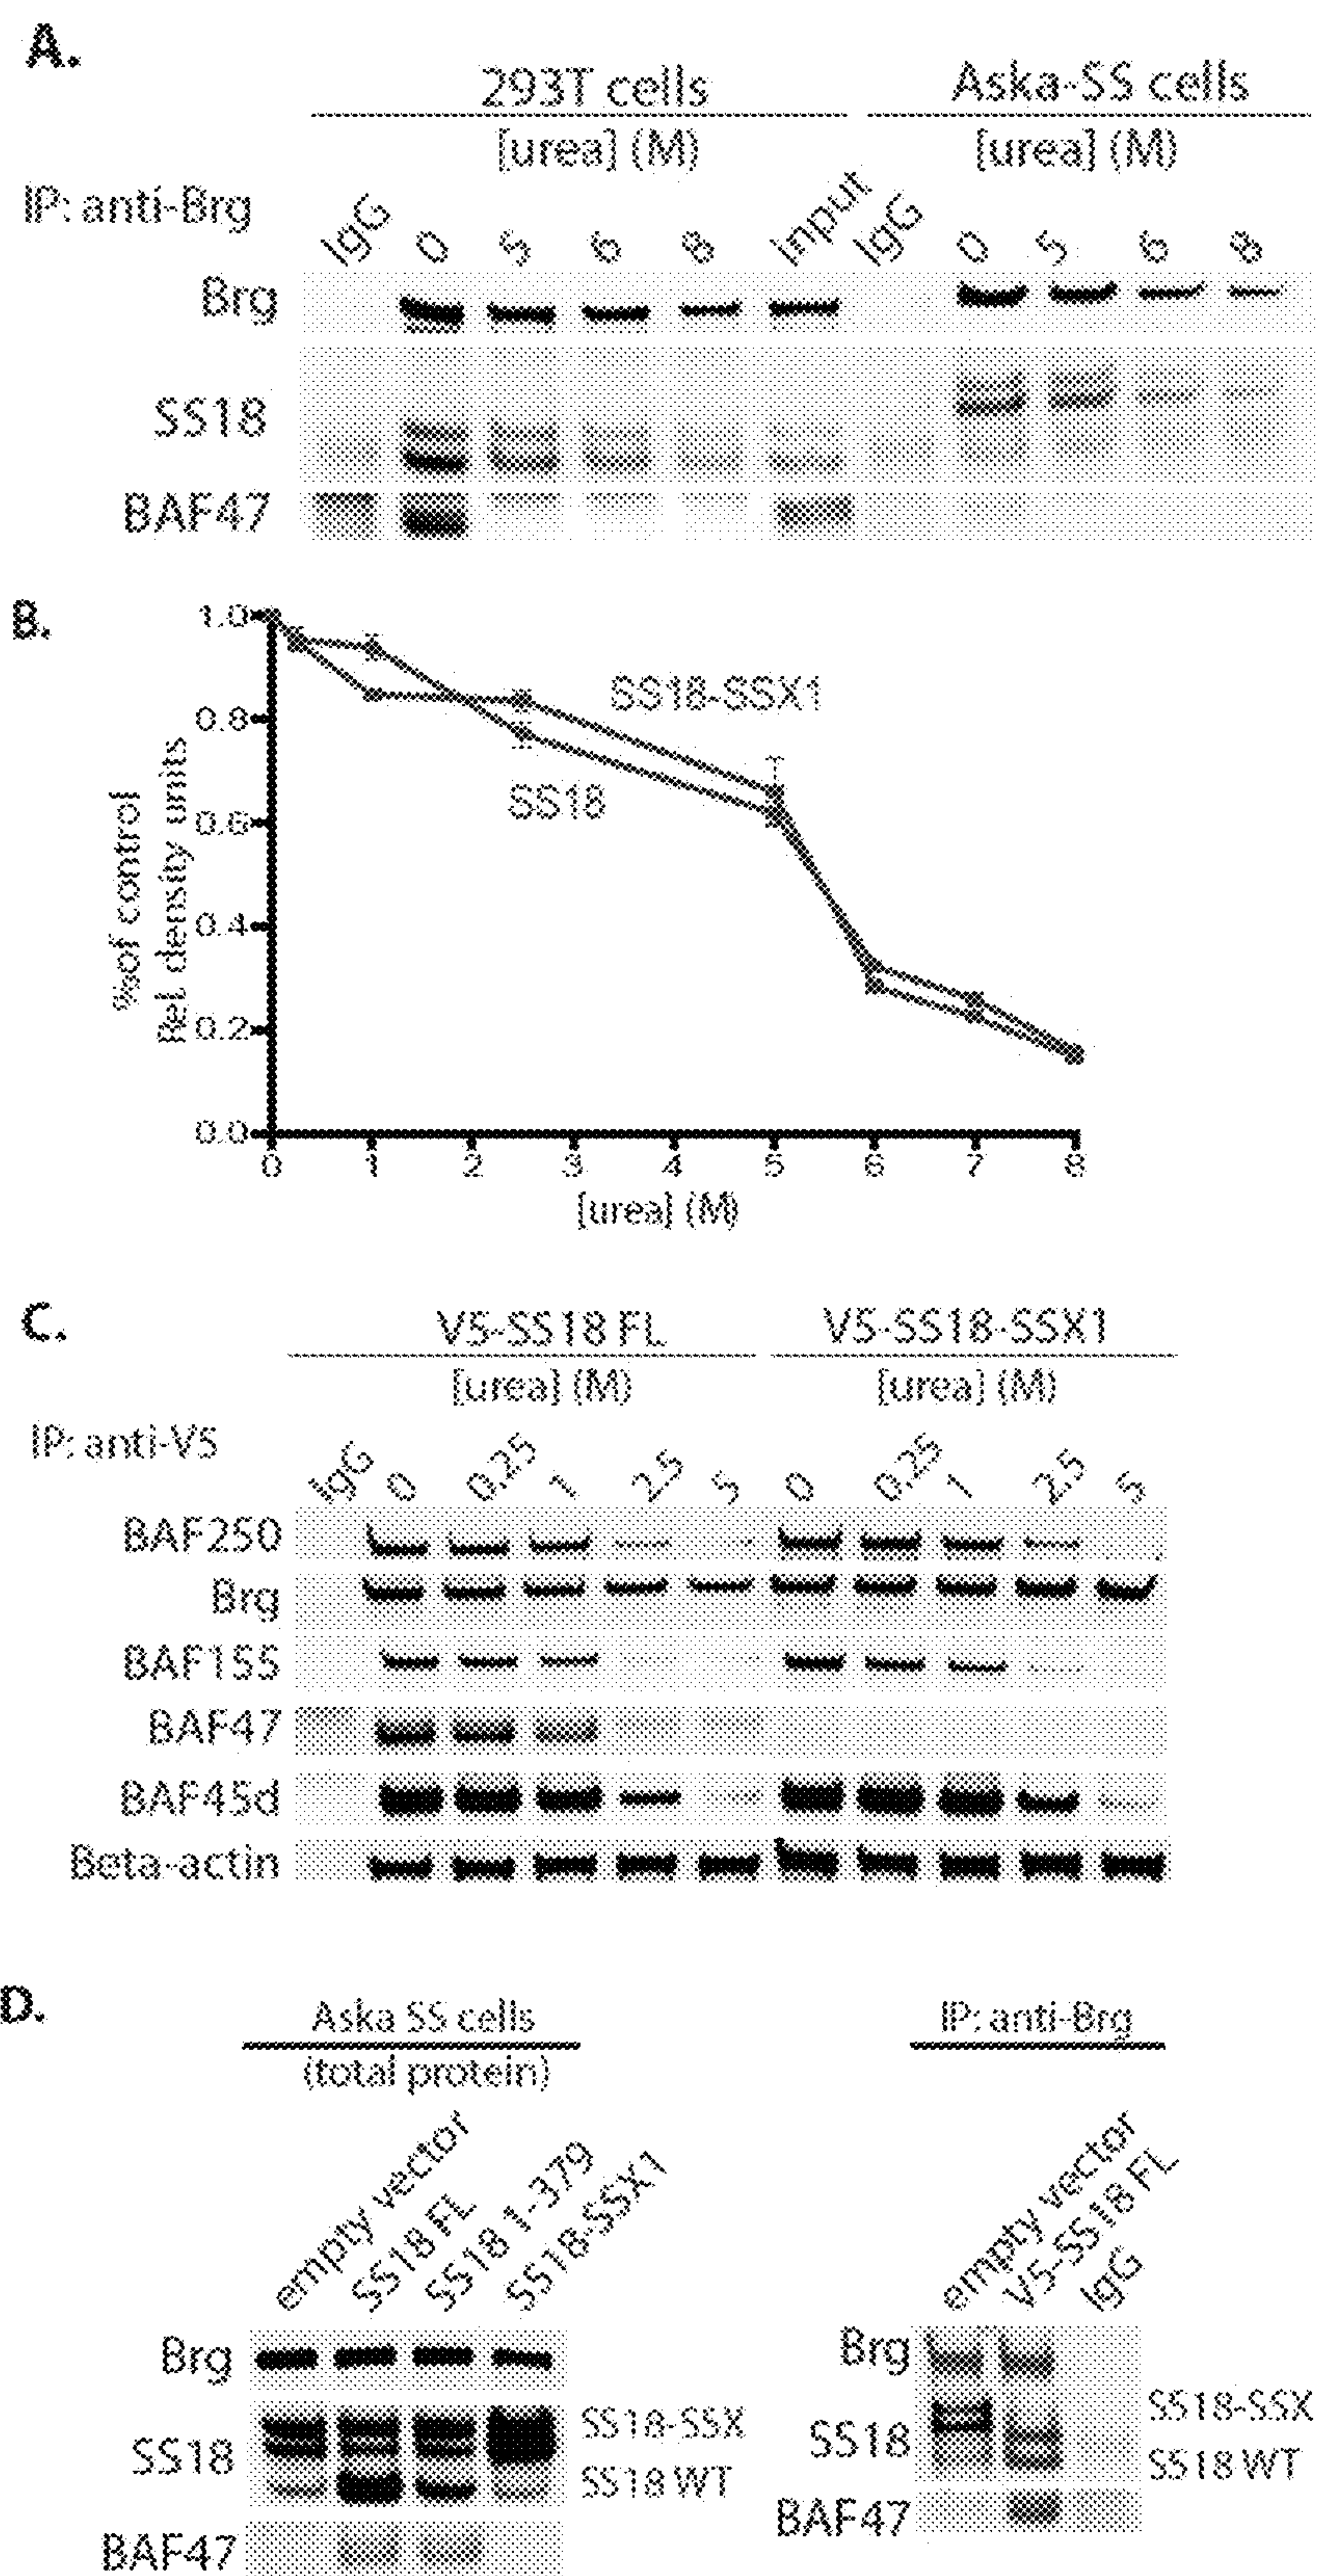 A.
293T cells Aska-SS cells
[urea] (M) [urea] (M)
IP: anti-Brg
IgG 0 5 6 8 Input IgG 0 5 6 8
Brg
SS18
BAF47
B.
1.0
0.8
0.6
0.4
0.2
0.0
%of control
Rel. density units
SS18-SSX1
SS18
0 1 2 3 4 5 6 7 8
[urea] (M)
C.
V5-SS18 FL V5-SS18-SSX1
[urea] (M) [urea] (M)
IP: anti-V5
IgG 0 0.25 1 2.5 5 0 0.25 1 2.5 5
BAF250
Brg
BAF155
BAF47
BAF45d
Beta-actin
D.
Aska SS cells IP: anti-Brg
(total protein)
empty vector SS18 FL SS18 1-379 SS18-SSX1
empty vector V5-SS18 FL IgG
Brg
SS18 SS18-SSX
SS18 WT
BAF47
Brg
SS18 SS18-SSX
SS18 WT
BAF47